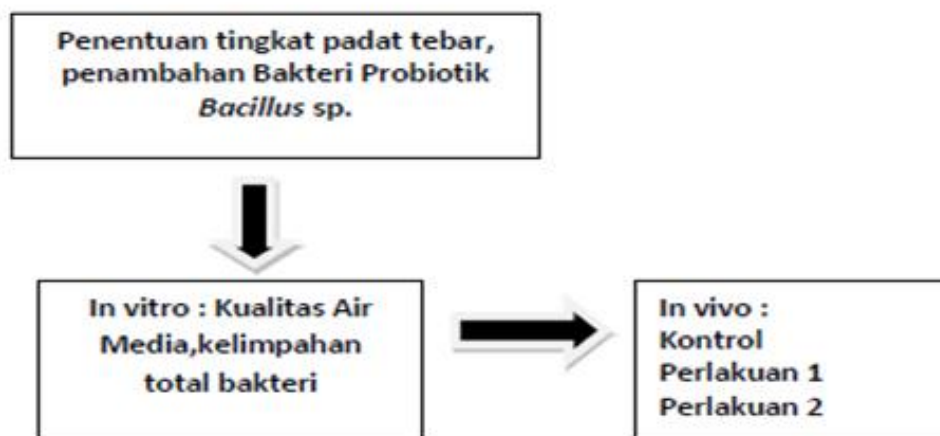 Penentuan tingkat padat tebar,
penambahan Bakteri Probiotik
Bacillus sp.
In vitro : Kualitas Air
Media,kelimpahan
total bakteri
In vivo :
Kontrol
Perlakuan 1
Perlakuan 2